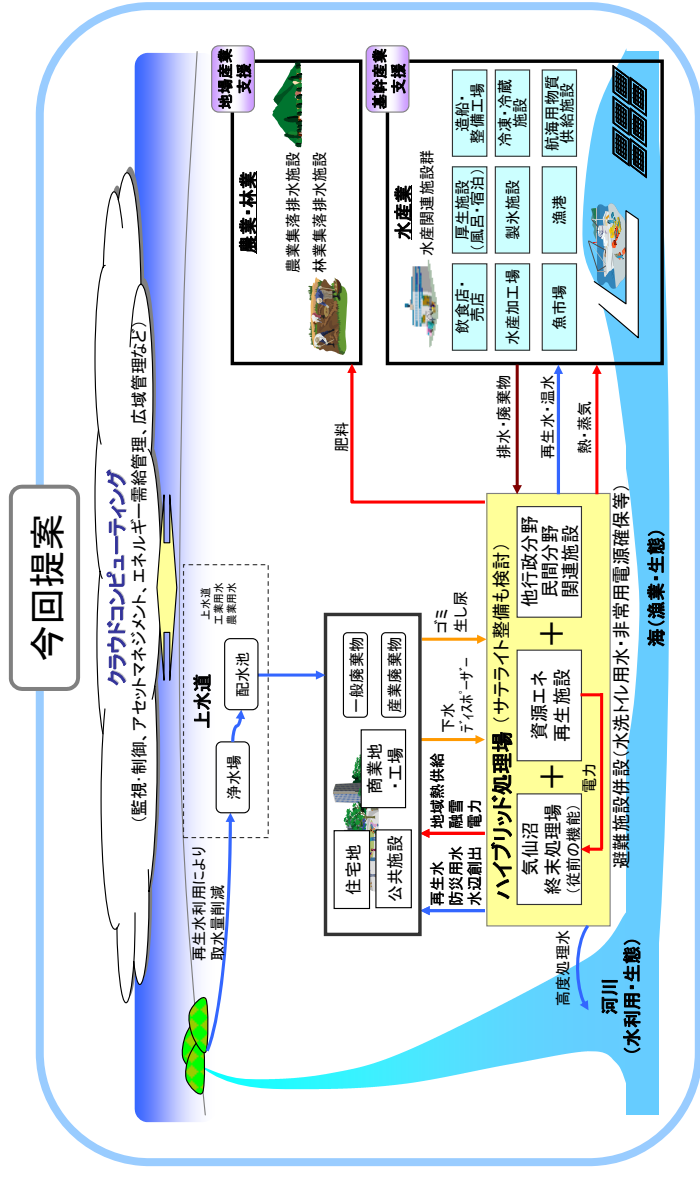 今回提案
クラウドコンピューティング
(監視・制御、アセットマネジメント、エネルギー需給管理、広域管理など)
再生水利用により
取水量削減
上水道
浄水場
配水池
上水道
工業用水
農業用水
住宅地
公共施設
商業地
・工場
一般廃棄物
産業廃棄物
再生水
防災用水
水辺創出
地域熱供給
融雪
電力
下水
ディスポーザー
ゴミ
生し尿
ハイブリッド処理場(サテライト整備も検討)
気仙沼
終末処理場
(従前の機能)
+
資源エネ
再生施設
+
他行政分野
民間分野
関連施設
電力
避難施設併設(水洗トイレ用水・非常用電源確保等)
高度処理水
河川
(水利用・生態)
海(漁業・生態)
肥料
排水・廃棄物
再生水・温水
熱・蒸気
地場産業
支援
農業・林業
農業集落排水施設
林業集落排水施設
基幹産業
支援
水産業
水産関連施設群
飲食店・
売店
厚生施設
(風呂・宿泊)
造船・
整備工場
水産加工場
製氷施設
冷凍・冷蔵
施設
魚市場
漁港
航海用物質
供給施設